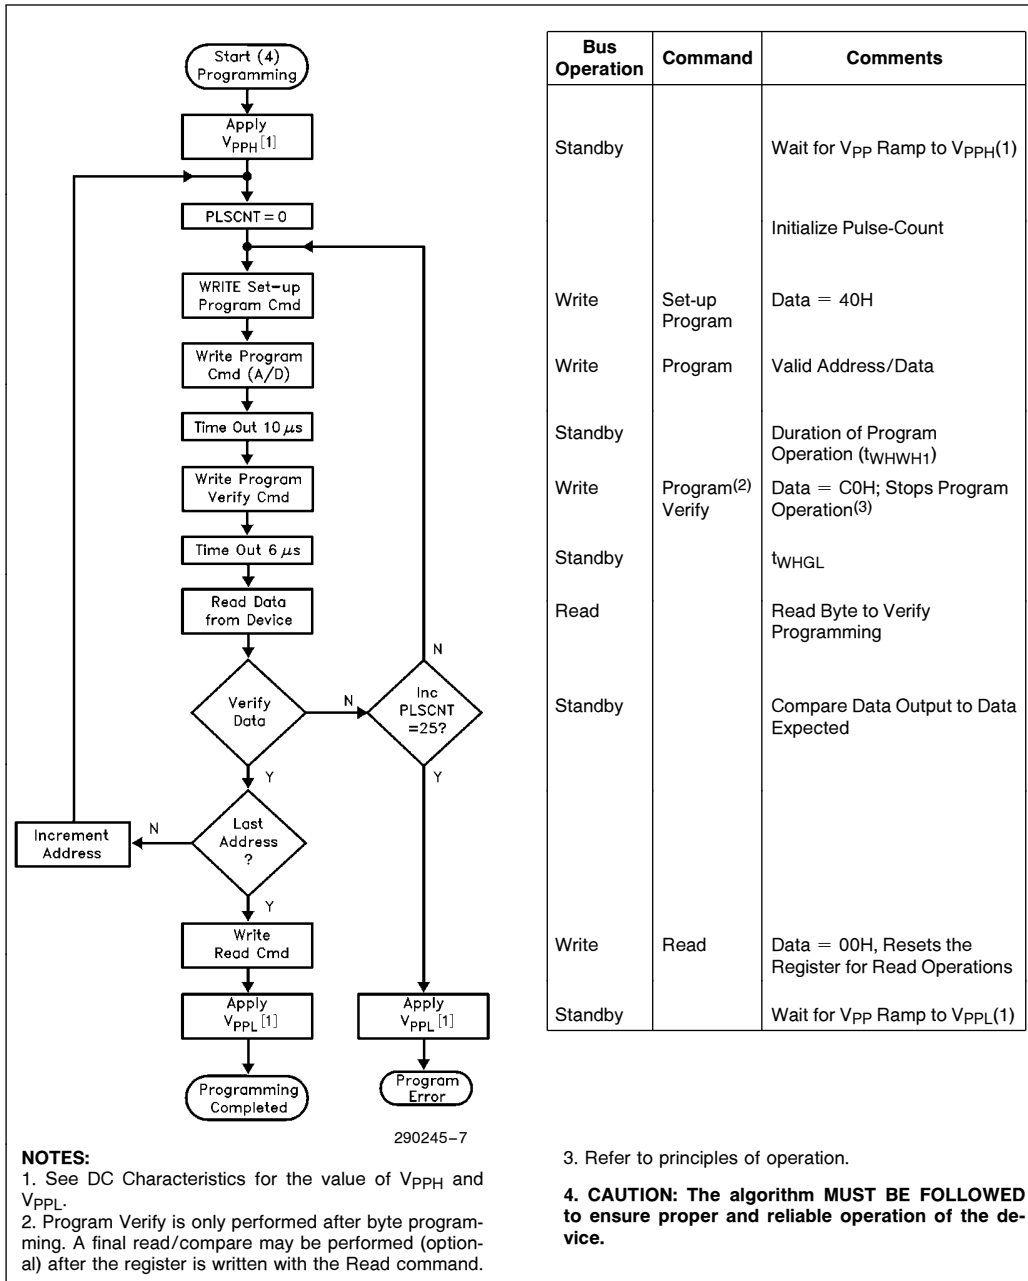 Start (4)
Programming
Apply
VPPH [1]
PLSCNT = 0
WRITE Set-up
Program Cmd
Write Program
Cmd (A/D)
Time Out 10 μs
Write Program
Verify Cmd
Time Out 6 μs
Read Data
from Device
Verify
Data
N
Y
Inc
PLSCNT
=25?
N
Y
Last
Address
?
N
Y
Increment
Address
Write
Read Cmd
Apply
VPPL [1]
Programming
Completed
Apply
VPPL [1]
Program
Error
290245-7
Bus
Operation
Command
Comments
Standby
Wait for VPP Ramp to VPPH(1)
Initialize Pulse-Count
Write
Set-up
Program
Data = 40H
Write
Program
Valid Address/Data
Standby
Duration of Program
Operation (tWHWH1)
Write
Program(2)
Verify
Data = C0H; Stops Program
Operation(3)
Standby
tWHGL
Read
Read Byte to Verify
Programming
Standby
Compare Data Output to Data
Expected
Write
Read
Data = 00H, Resets the
Register for Read Operations
Standby
Wait for VPP Ramp to VPPL(1)
NOTES:
1. See DC Characteristics for the value of VPPH and
VPPL.
2. Program Verify is only performed after byte program-
ming. A final read/compare may be performed (option-
al) after the register is written with the Read command.
3. Refer to principles of operation.
4. CAUTION: The algorithm MUST BE FOLLOWED
to ensure proper and reliable operation of the de-
vice.